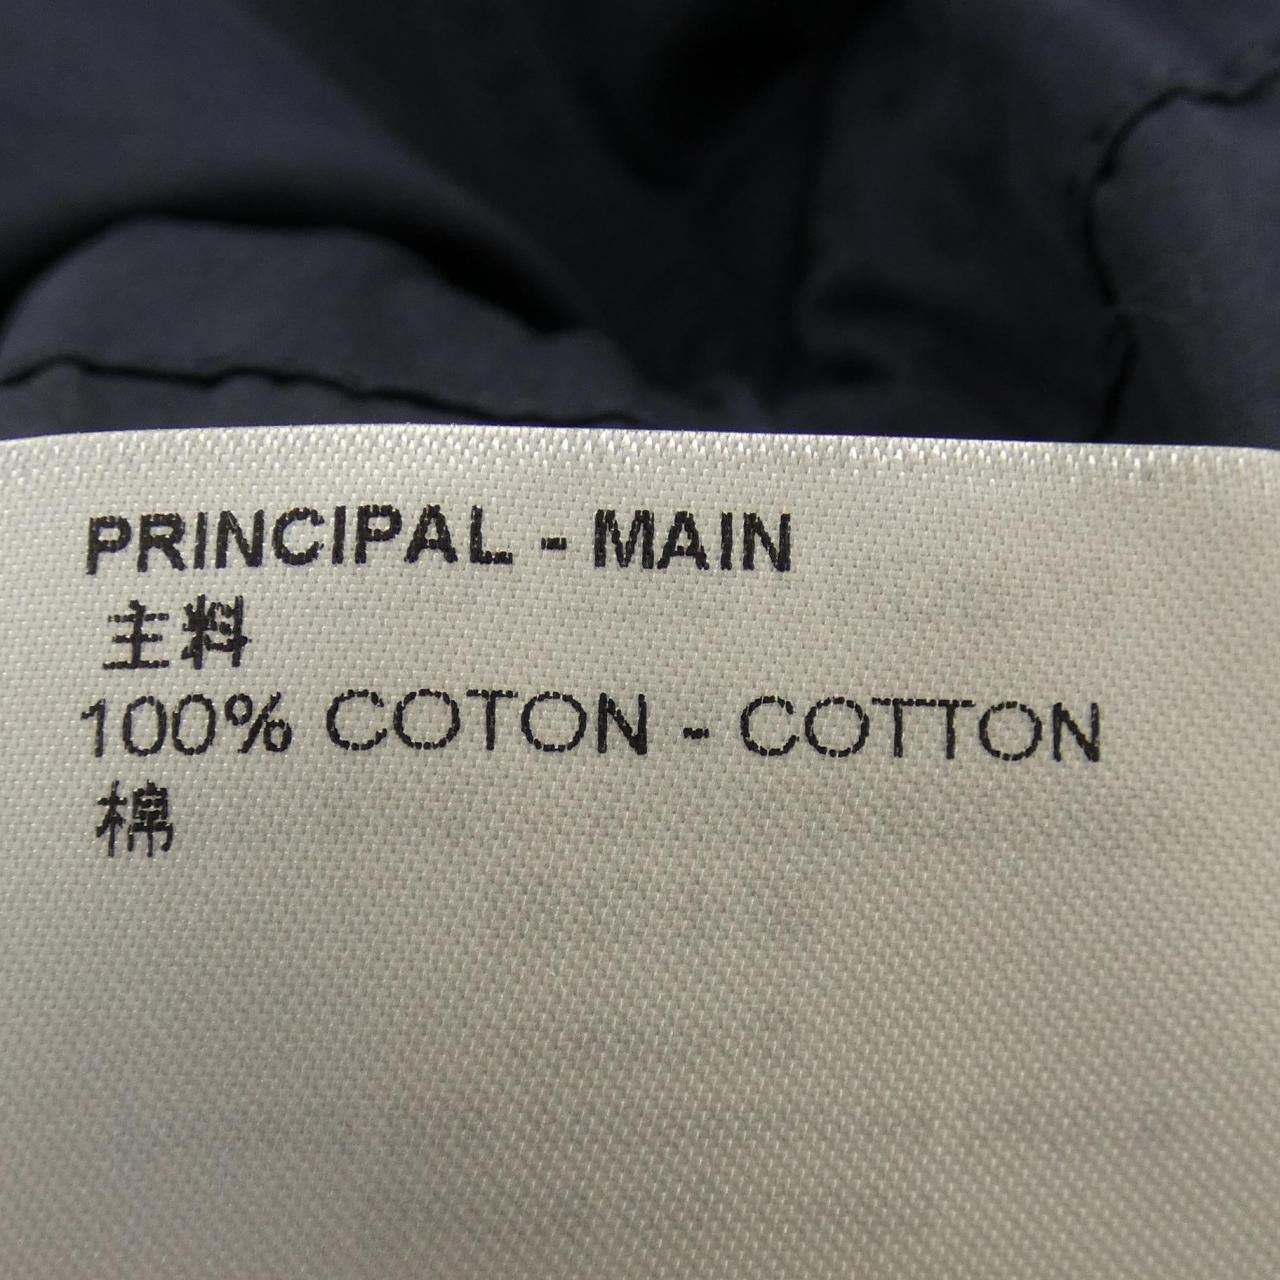 PRINCIPAL - MAIN
主料
100% COTON - COTTON
棉